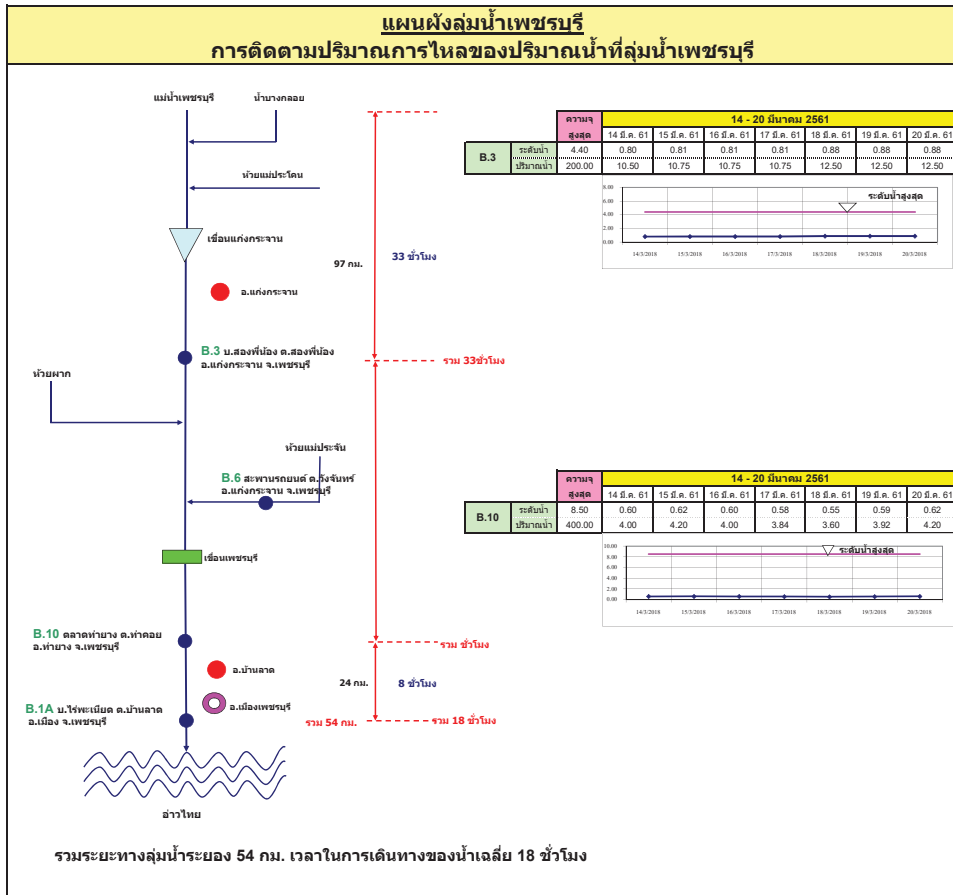 แผนผังลุ่มน้ำเพชรบุรี
การติดตามปริมาณการไหลของปริมาณน้ำที่ลุ่มน้ำเพชรบุรี
แม่น้ำเพชรบุรี
น้ำบางกลอย
ห้วยแม่ประโดน
เขื่อนแก่งกระจาน
97 กม.
33 ชั่วโมง
อ.แก่งกระจาน
B.3 บ.สองพี่น้อง ต.สองพี่น้อง
อ.แก่งกระจาน จ.เพชรบุรี
รวม 33ชั่วโมง
ห้วยผาก
ห้วยแม่ประจัน
B.6 สะพานรถยนต์ ต.วังจันทร์
อ.แก่งกระจาน จ.เพชรบุรี
เขื่อนเพชรบุรี
B.10 ตลาดท่ายาง ต.ท่าคอย
อ.ท่ายาง จ.เพชรบุรี
รวม ชั่วโมง
อ.บ้านลาด
24 กม.
8 ชั่วโมง
อ.เมืองเพชรบุรี
B.1A บ.ไร่พะเนียด ต.บ้านลาด
อ.เมือง จ.เพชรบุรี
รวม 54 กม.
รวม 18 ชั่วโมง
อ่าวไทย
รวมระยะทางลุ่มน้ำระยอง 54 กม. เวลาในการเดินทางของน้ำเฉลี่ย 18 ชั่วโมง
ความจุ 14 - 20 มีนาคม 2561
สูงสุด 14 มี.ค. 61 15 มี.ค. 61 16 มี.ค. 61 17 มี.ค. 61 18 มี.ค. 61 19 มี.ค. 61 20 มี.ค. 61
B.3
ระดับน้ำ 4.40 0.80 0.81 0.81 0.81 0.88 0.88 0.88
ปริมาณน้ำ 200.00 10.50 10.75 10.75 10.75 12.50 12.50 12.50
ระดับน้ำสูงสุด
8.00
6.00
4.00
2.00
0.00
14/3/2018 15/3/2018 16/3/2018 17/3/2018 18/3/2018 19/3/2018 20/3/2018
ความจุ 14 - 20 มีนาคม 2561
สูงสุด 14 มี.ค. 61 15 มี.ค. 61 16 มี.ค. 61 17 มี.ค. 61 18 มี.ค. 61 19 มี.ค. 61 20 มี.ค. 61
B.10
ระดับน้ำ 8.50 0.60 0.62 0.60 0.58 0.55 0.59 0.62
ปริมาณน้ำ 400.00 4.00 4.20 4.00 3.84 3.60 3.92 4.20
ระดับน้ำสูงสุด
10.00
8.00
6.00
4.00
2.00
0.00
14/3/2018 15/3/2018 16/3/2018 17/3/2018 18/3/2018 19/3/2018 20/3/2018